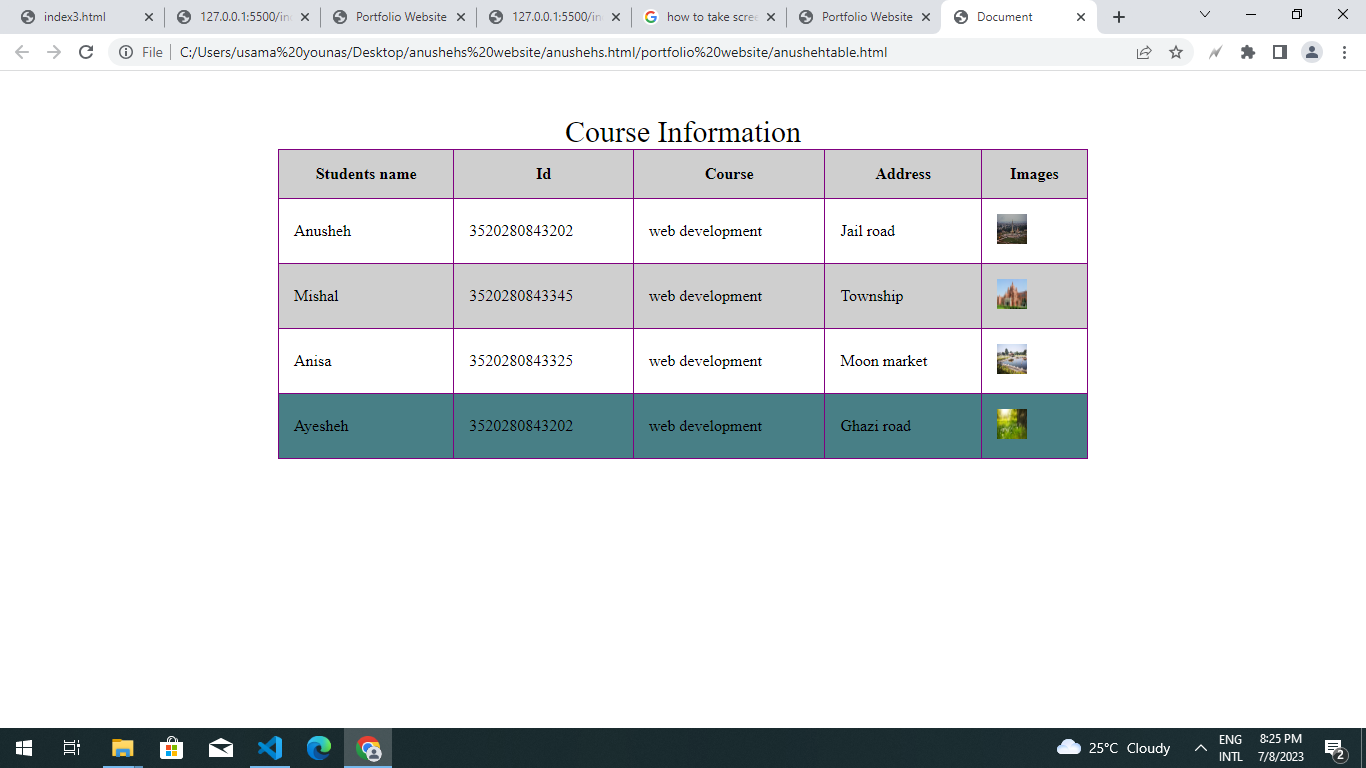 index3.html 127.0.0.1:5500/in Portfolio Website 127.0.0.1:5500/in how to take scree Portfolio Website Document
File C:/Users/usama%20younas/Desktop/anushehs%20website/anushehs.html/portfolio%20website/anushehtable.html
Course Information
Students name Id Course Address Images
Anusheh 3520280843202 web development Jail road
Mishal 3520280843345 web development Township
Anisa 3520280843325 web development Moon market
Ayesheh 3520280843202 web development Ghazi road
25°C Cloudy ENG 8:25 PM
INTL 7/8/2023 2